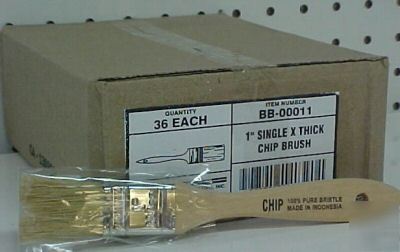 QUANTITY
36 EACH
ITEM NUMBER
BB-00011
1" SINGLE X THICK
CHIP BRUSH
INC.
CHIP 100% PURE BRISTLE
MADE IN INDONESIA